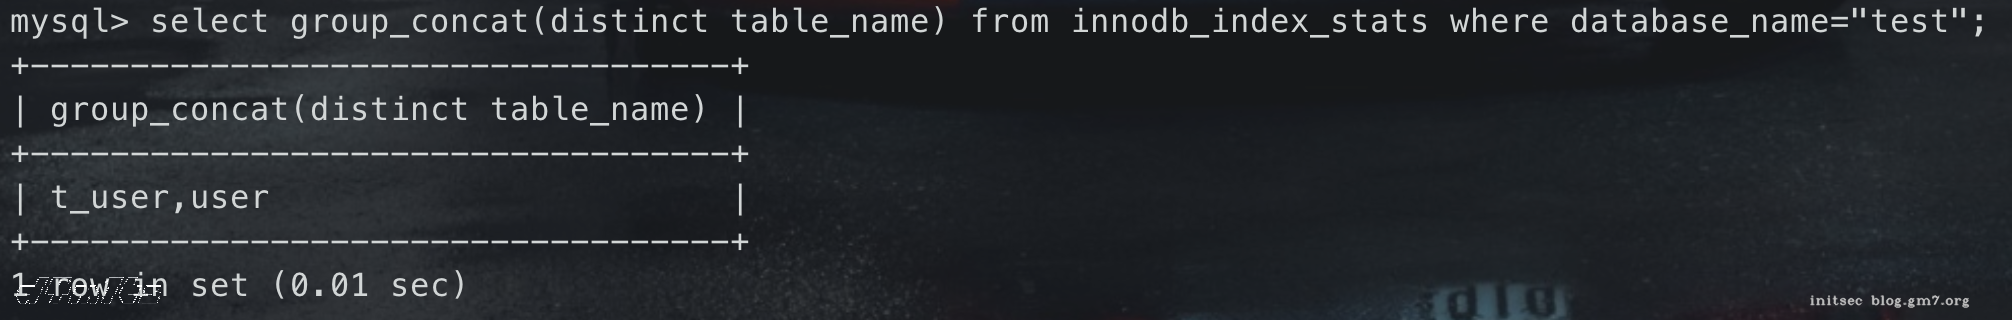 mysql> select group_concat(distinct table_name) from innodb_index_stats where database_name="test";
+-----------------------------------+
| group_concat(distinct table_name) |
+-----------------------------------+
| t_user,user                       |
+-----------------------------------+
1 row in set (0.01 sec)
initsec blog.gm7.org